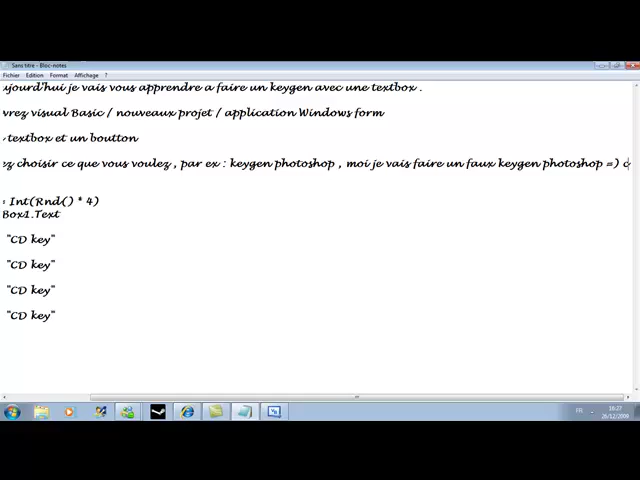 Sans titre - Bloc-notes
Fichier Edition Format Affichage ?
ujourd'hui je vais vous apprendre a faire un keygen avec une textbox .
vrez visual Basic / nouveaux projet / application Windows form
textbox et un boutton
ez choisir ce que vous voulez , par ex : keygen photoshop , moi je vais faire un faux keygen photoshop =) c
: Int(Rnd() * 4)
Box1.Text
"CD key"
"CD key"
"CD key"
"CD key"
FR
16:27
26/12/2009